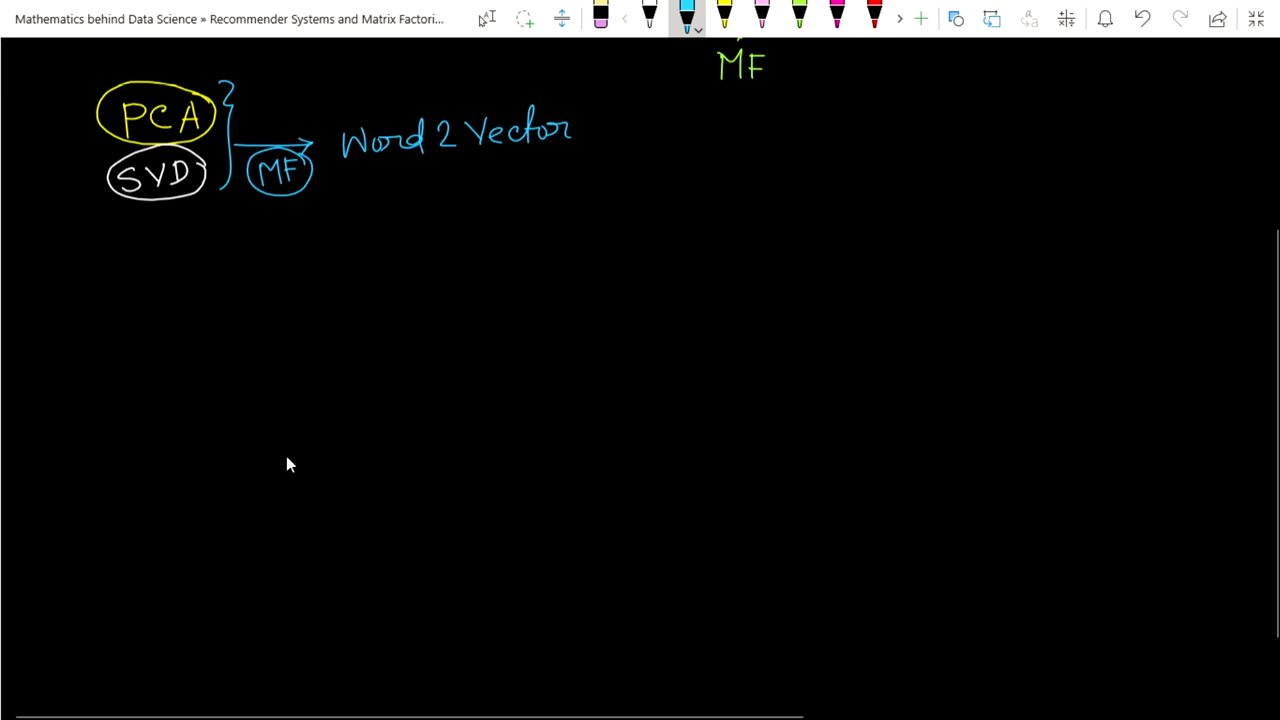 Mathematics behind Data Science » Recommender Systems and Matrix Factori...
MF
PCA
SVD
MF
Word 2 Vector